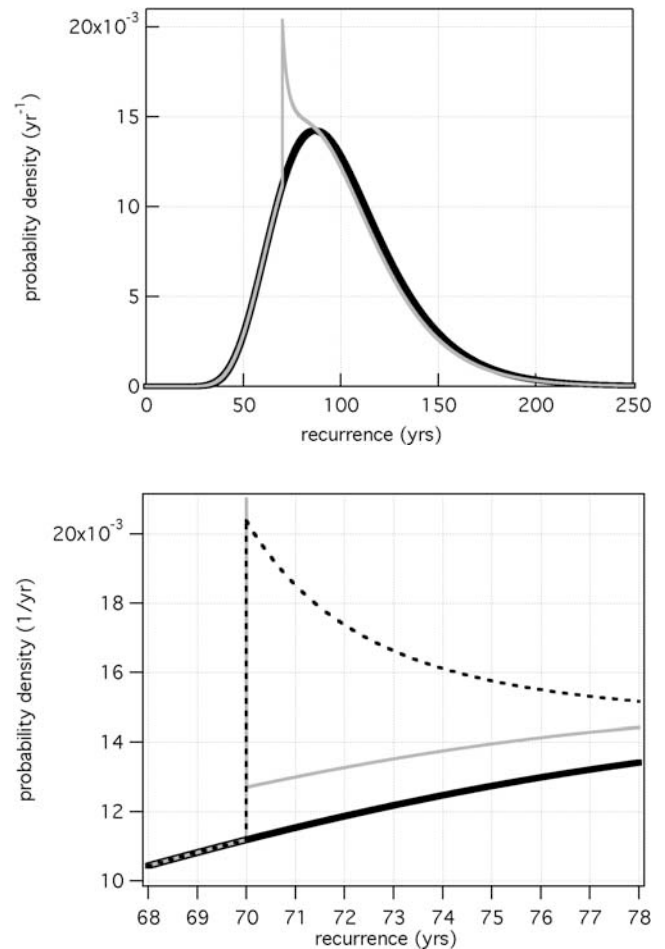 20x10-3
15
10
5
0
0 50 100 150 200 250
recurrence (yrs)
probablity density (yr-1)
20x10-3
18
16
14
12
10
68 69 70 71 72 73 74 75 76 77 78
recurrence (yrs)
probability density (1/yr)